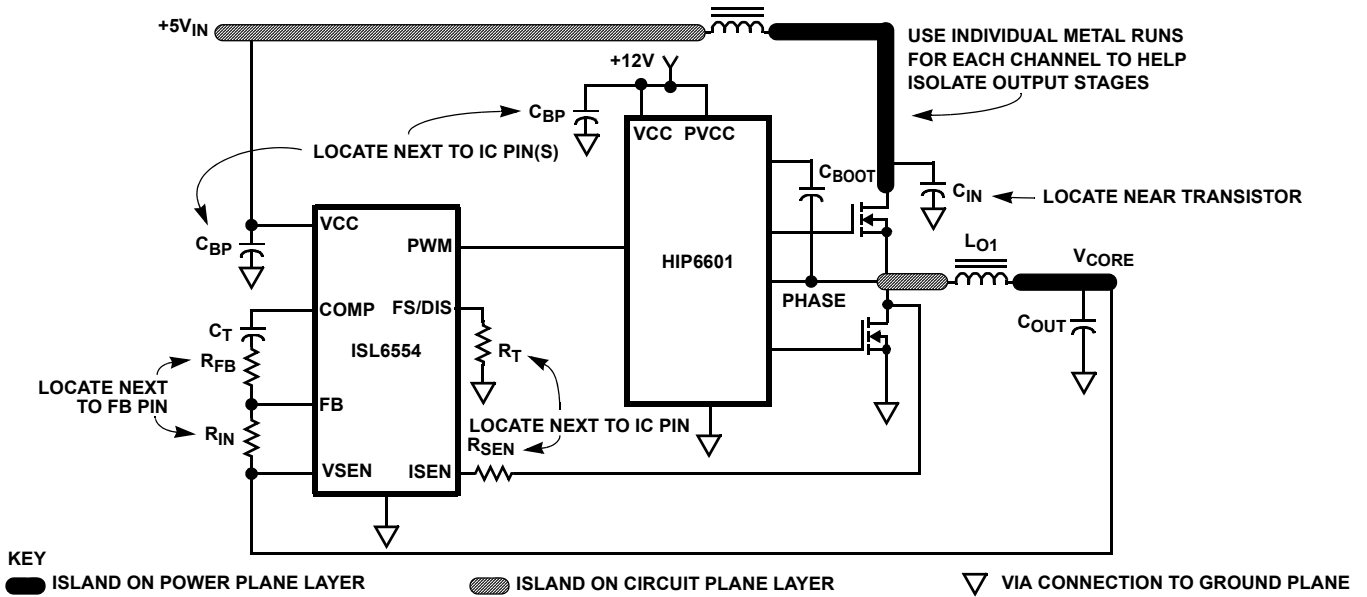 +5VIN
USE INDIVIDUAL METAL RUNS
FOR EACH CHANNEL TO HELP
ISOLATE OUTPUT STAGES
+12V
CBP
VCC PVCC
LOCATE NEXT TO IC PIN(S)
CBOOT
CIN
LOCATE NEAR TRANSISTOR
VCC
CBP
PWM
HIP6601
LO1
VCORE
PHASE
COMP
FS/DIS
CT
RT
COUT
RFB
ISL6554
LOCATE NEXT
TO FB PIN
FB
RIN
LOCATE NEXT TO IC PIN
RSEN
VSEN
ISEN
KEY
ISLAND ON POWER PLANE LAYER
ISLAND ON CIRCUIT PLANE LAYER
VIA CONNECTION TO GROUND PLANE